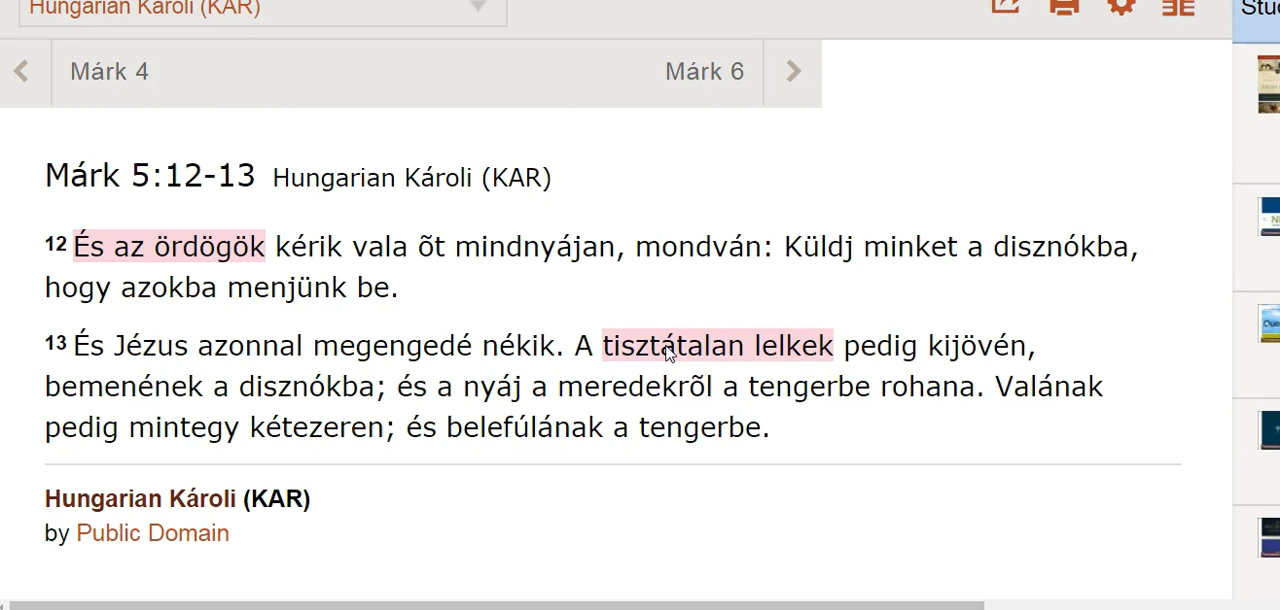 Hungarian Károli (KAR)
Stu
Márk 4
Márk 6
Márk 5:12-13 Hungarian Károli (KAR)
12 És az ördögök kérik vala õt mindnyájan, mondván: Küldj minket a disznókba,
hogy azokba menjünk be.
13 És Jézus azonnal megengedé nékik. A tisztátalan lelkek pedig kijövén,
bemenének a disznókba; és a nyáj a meredekrõl a tengerbe rohana. Valának
pedig mintegy kétezeren; és belefúlának a tengerbe.
Hungarian Károli (KAR)
by Public Domain